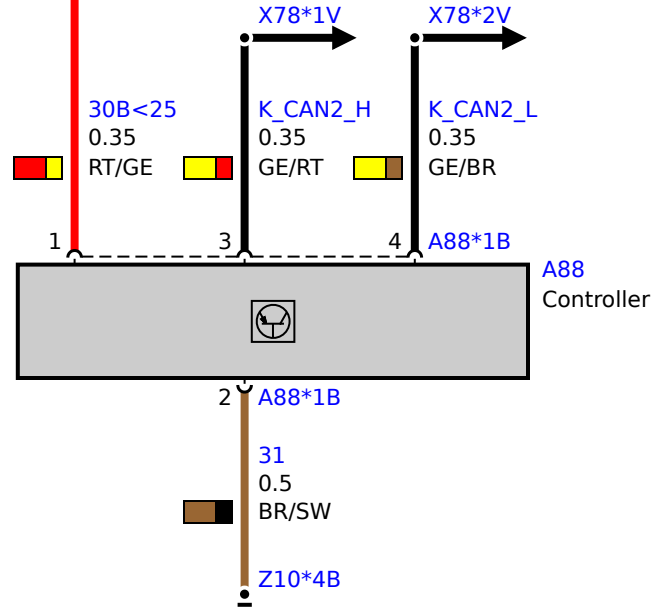 X78*1V
X78*2V
30B<25
0.35
RT/GE
K_CAN2_H
0.35
GE/RT
K_CAN2_L
0.35
GE/BR
1
3
4
A88*1B
A88
Controller
2
A88*1B
31
0.5
BR/SW
Z10*4B